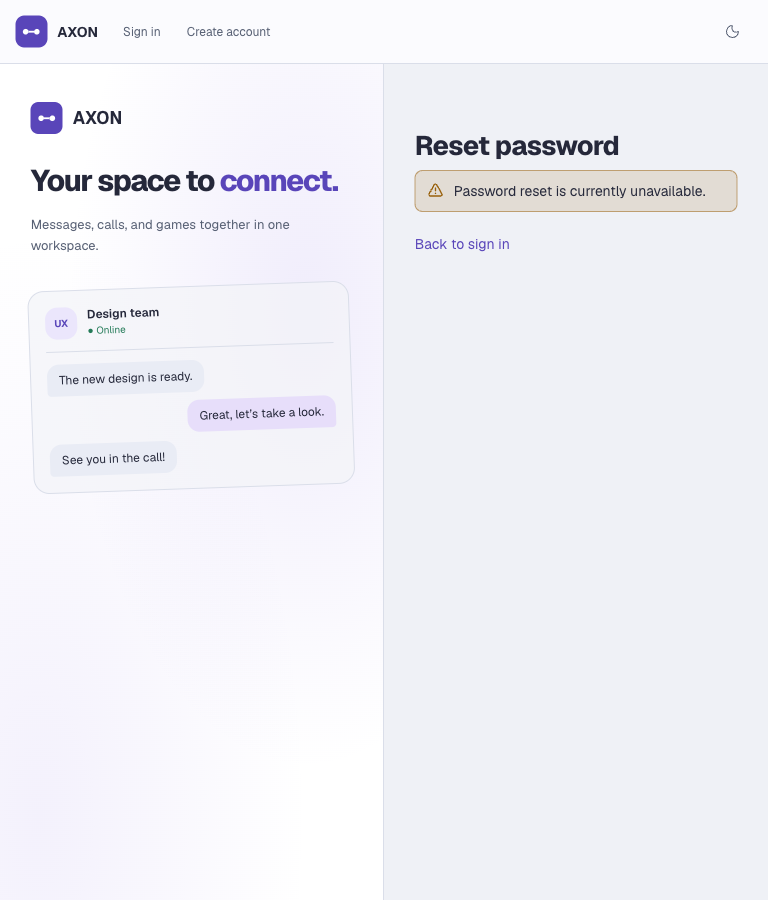 AXON
Sign in
Create account
AXON
Your space to connect.
Messages, calls, and games together in one
workspace.
UX
Design team
Online
The new design is ready.
Great, let's take a look.
See you in the call!
Reset password
Password reset is currently unavailable.
Back to sign in